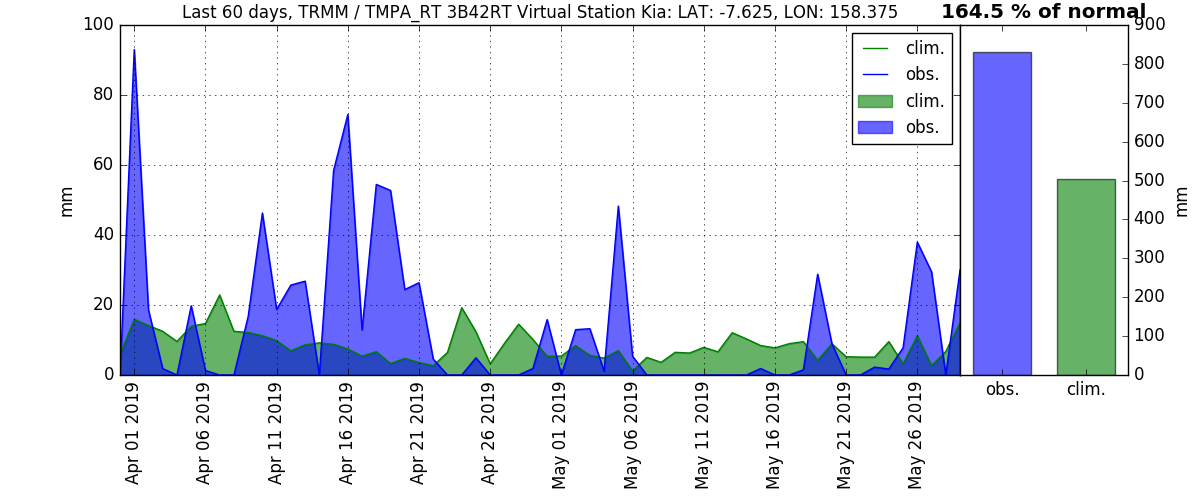 Last 60 days, TRMM / TMPA_RT 3B42RT Virtual Station Kia: LAT: -7.625, LON: 158.375
164.5 % of normal
100
80
60
40
20
0
mm
clim.
obs.
clim.
obs.
Apr 01 2019
Apr 06 2019
Apr 11 2019
Apr 16 2019
Apr 21 2019
Apr 26 2019
May 01 2019
May 06 2019
May 11 2019
May 16 2019
May 21 2019
May 26 2019
900
800
700
600
500
400
300
200
100
0
mm
obs.
clim.